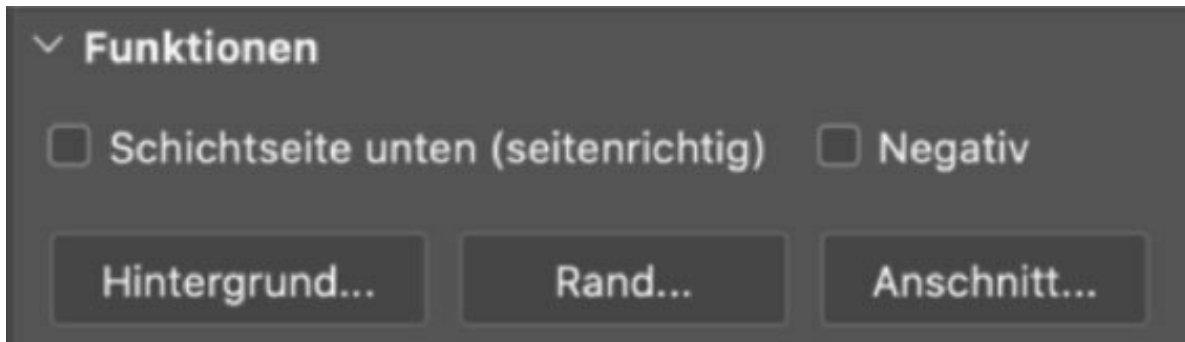 Funktionen
Schichtseite unten (seitenrichtig) Negativ
Hintergrund... Rand... Anschnitt...